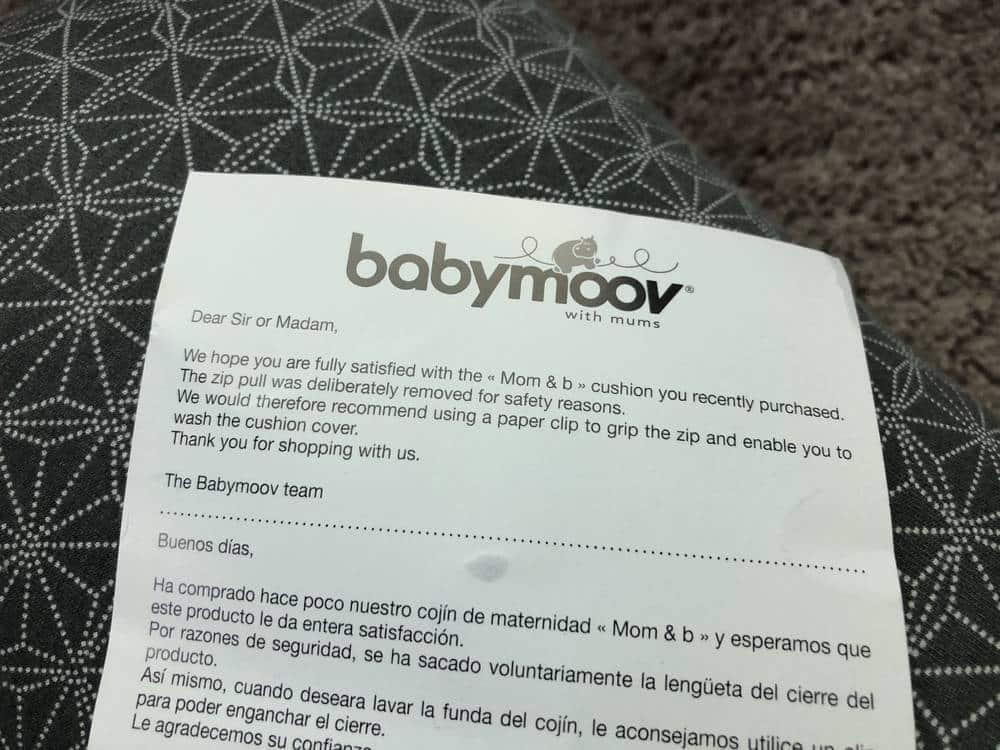 babymoov®
with mums
Dear Sir or Madam,
We hope you are fully satisfied with the « Mom & b » cushion you recently purchased.
The zip pull was deliberately removed for safety reasons.
We would therefore recommend using a paper clip to grip the zip and enable you to
wash the cushion cover.
Thank you for shopping with us.
The Babymoov team
Buenos días,
Ha comprado hace poco nuestro cojín de maternidad « Mom & b » y esperamos que
este producto le da entera satisfacción.
Por razones de seguridad, se ha sacado voluntariamente la lengüeta del cierre del
producto.
Así mismo, cuando deseara lavar la funda del cojín, le aconsejamos utilice un
para poder enganchar el cierre.
Le agradecemos su confianza